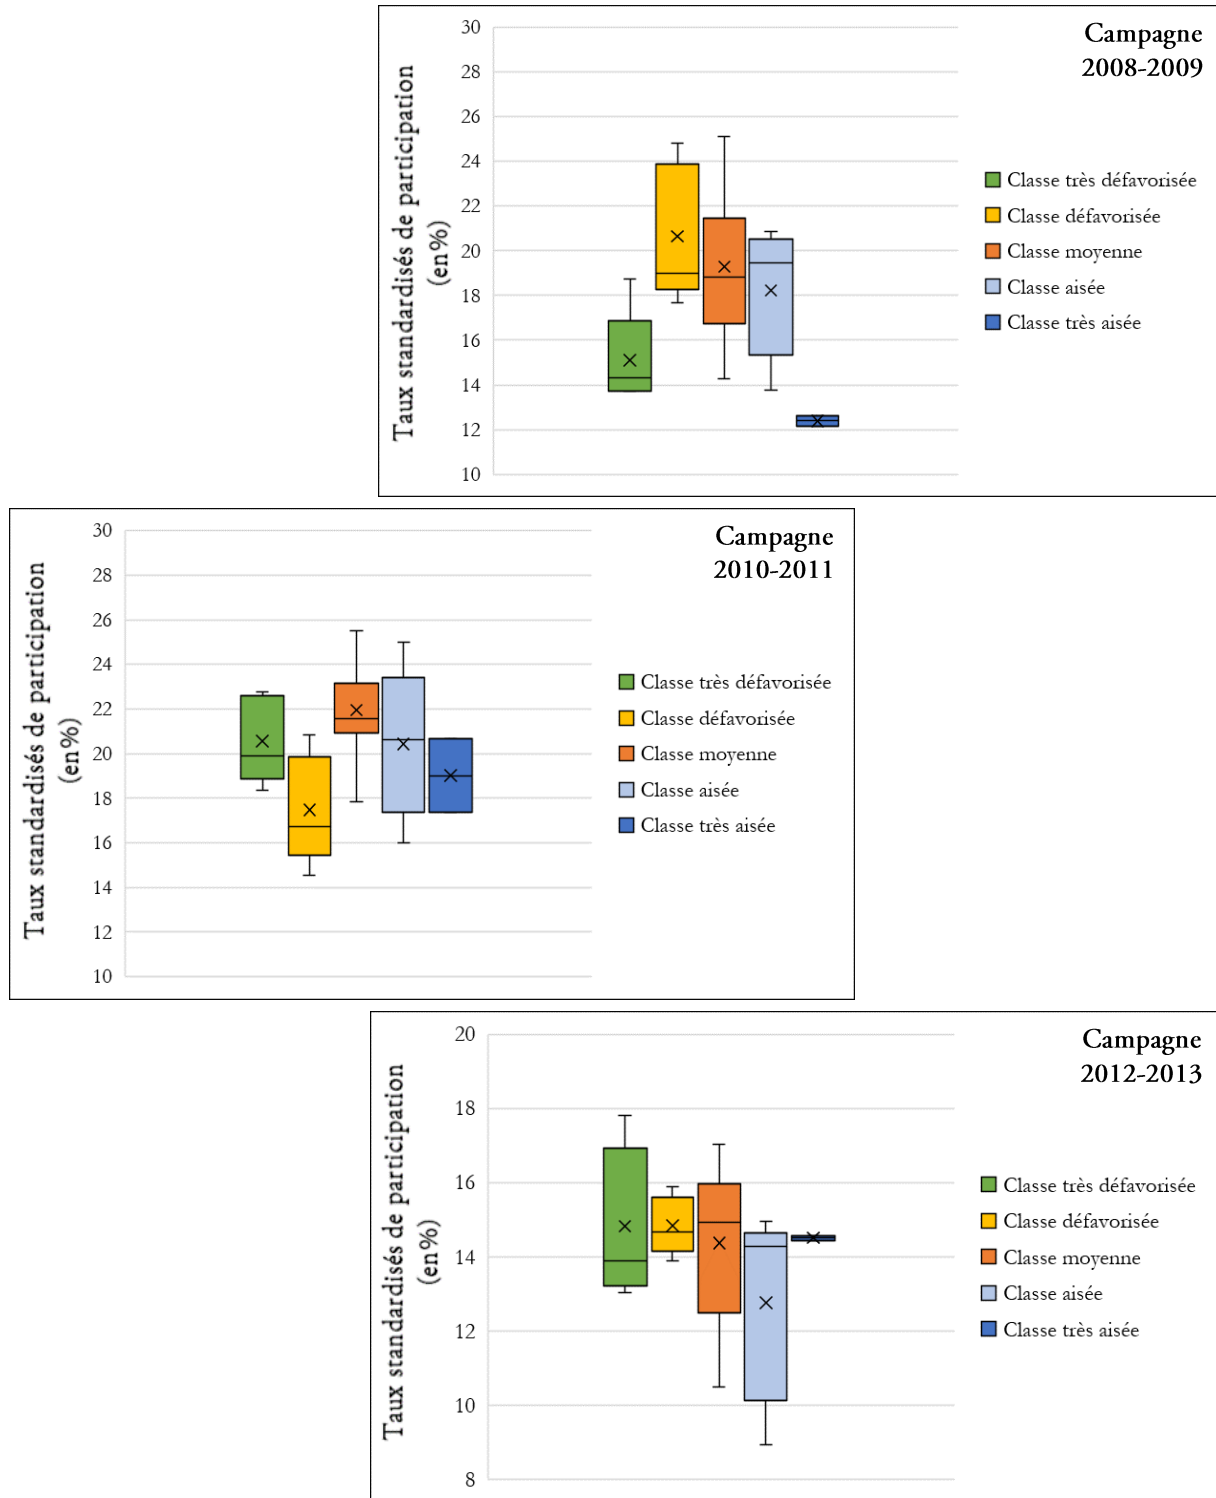 Campagne
2008-2009
Taux standardisés de participation
(en %)
30
28
26
24
22
20
18
16
14
12
10
Classe très défavorisée
Classe défavorisée
Classe moyenne
Classe aisée
Classe très aisée
Campagne
2010-2011
Taux standardisés de participation
(en %)
30
28
26
24
22
20
18
16
14
12
10
Classe très défavorisée
Classe défavorisée
Classe moyenne
Classe aisée
Classe très aisée
Campagne
2012-2013
Taux standardisés de participation
(en %)
20
18
16
14
12
10
8
Classe très défavorisée
Classe défavorisée
Classe moyenne
Classe aisée
Classe très aisée